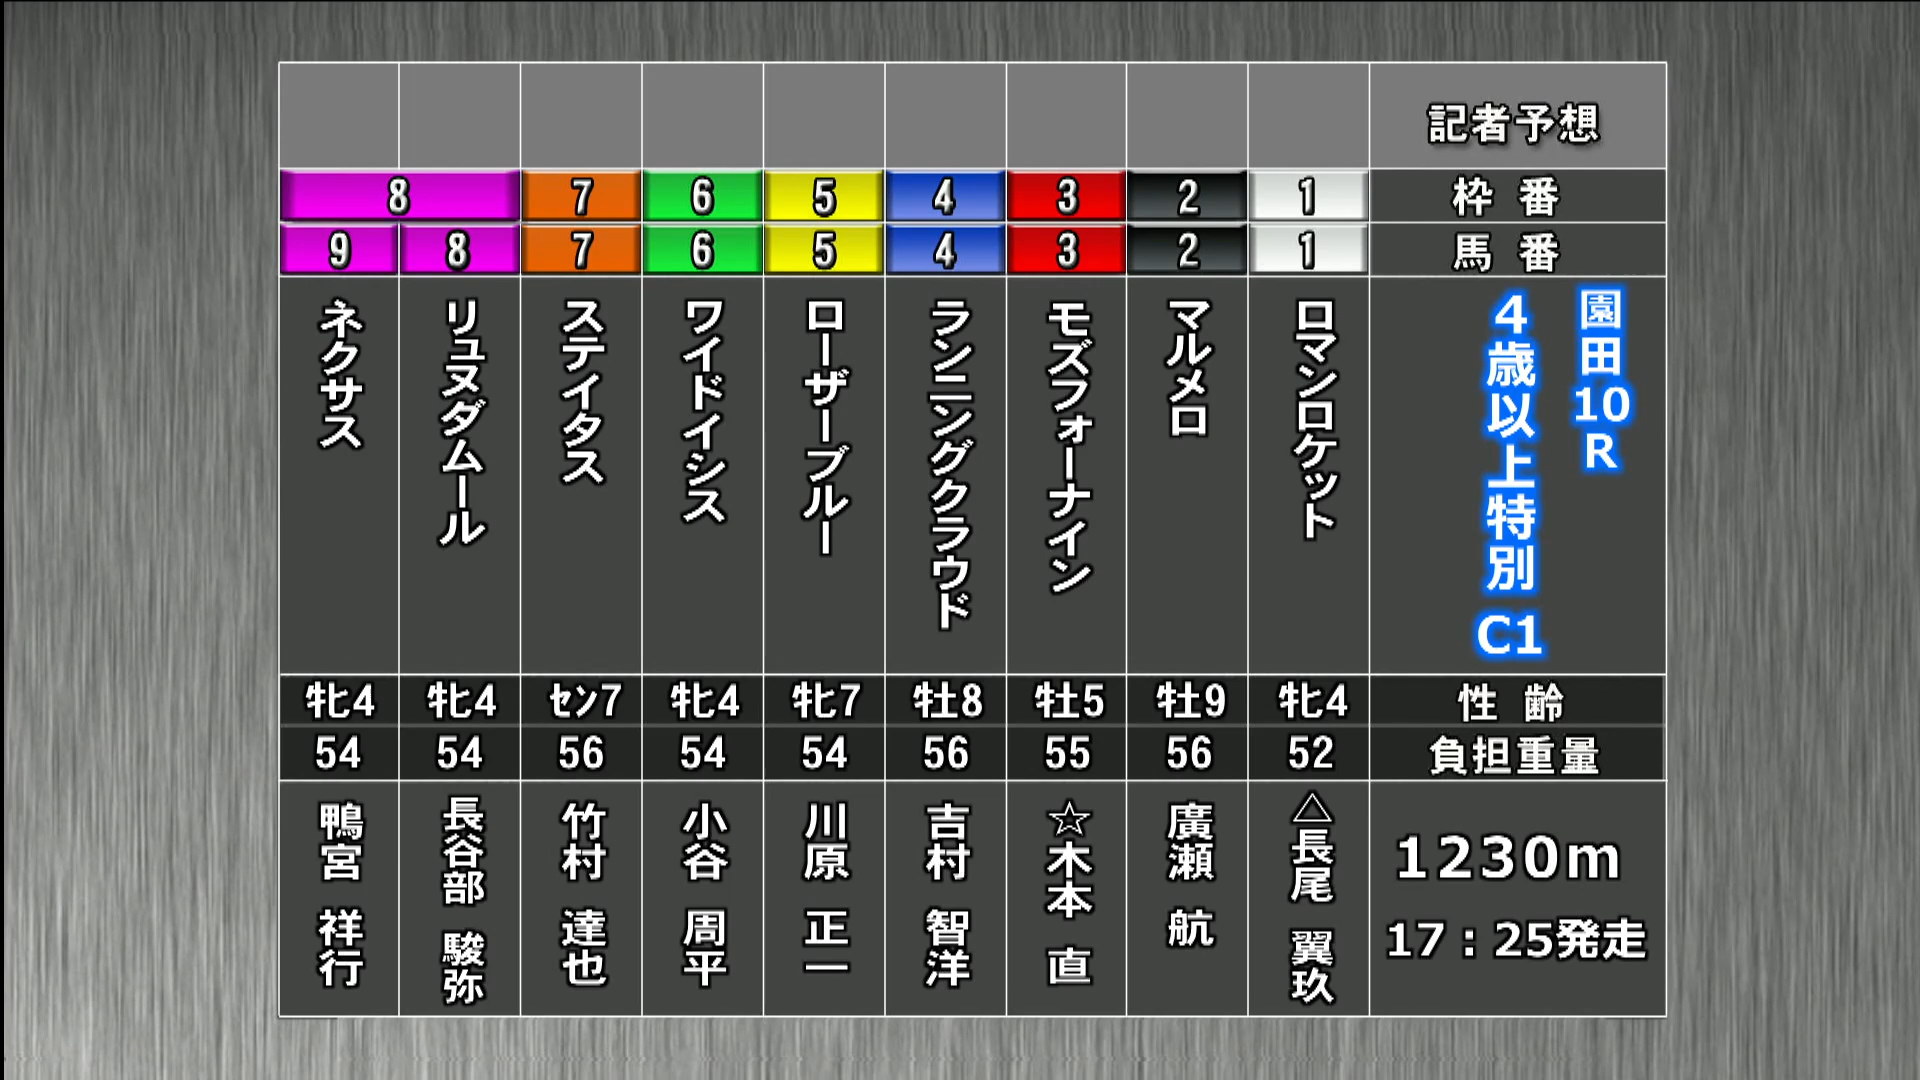 記者予想
枠番 1 2 3 4 5 6 7 8
馬番 1 2 3 4 5 6 7 8 9
園田10R
4歳以上特別 C1
ロマンロケット
マルメロ
モズフォーナイン
ランニングクラウド
ローザーブルー
ワイドイシス
ステイタス
リュヌダムール
ネクサス
性齢 牝4 牡9 牡5 牡8 牝7 牝4 セン7 牝4 牝4
負担重量 52 56 55 56 54 54 56 54 54
1230m
17:25発走
△長尾 翼玖
廣瀬 航
☆木本 直
吉村 智洋
川原 正一
小谷 周平
竹村 達也
長谷部 駿弥
鴨宮 祥行